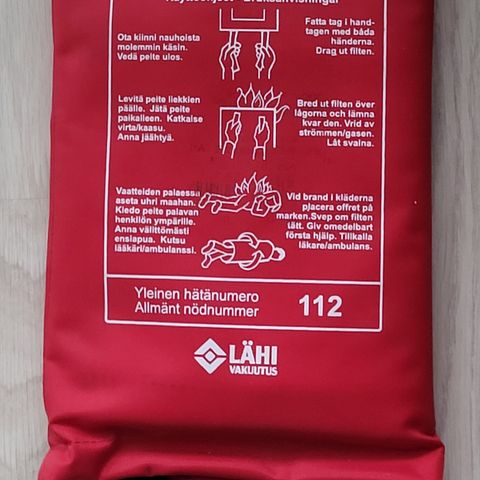 Käyttöohjeet - Bruksanvisningar
Ota kiinni nauhoista
molemmin käsin.
Vedä peite ulos.
Fatta tag i hand-
tagen med båda
händerna.
Drag ut filten.
Levitä peite liekkien
päälle. Jätä peite
paikalleen. Katkaise
virta/kaasu.
Anna jäähtyä.
Bred ut filten över
lågorna och lämna
kvar den. Vrid av
strömmen/gasen.
Låt svalna.
Vaatteiden palaessa
aseta uhri maahan.
Kiedo peite palavan
henkilön ympärille.
Anna välittömästi
ensiapua. Kutsu
lääkäri/ambulanssi.
Vid brand i kläderna
pjacera offret på
marken.Svep om filten
tätt. Giv omedelbart
första hjälp. Tillkalla
läkare/ambulans.
Yleinen hätänumero
Allmänt nödnummer
112
LÄHI
VAKUUTUS